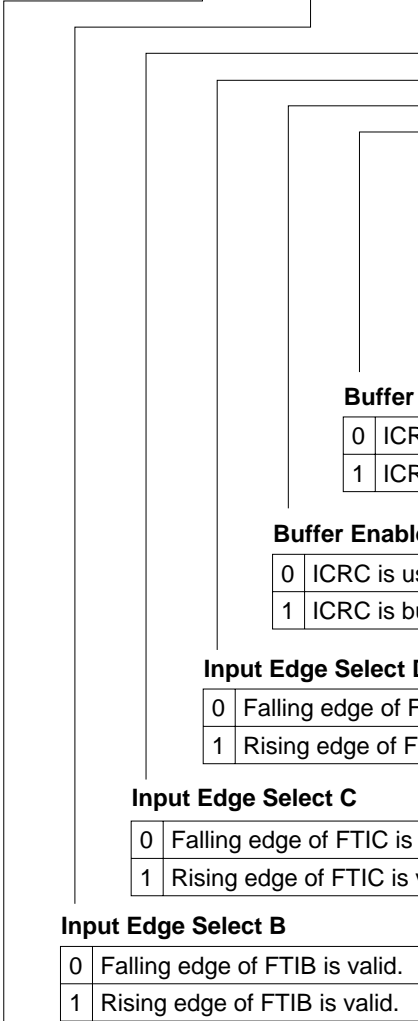 Buffer
0 ICR
1 ICR
Buffer Enable
0 ICRC is
1 ICRC is
Input Edge Select
0 Falling edge of
1 Rising edge of
Input Edge Select C
0 Falling edge of FTIC is
1 Rising edge of FTIC is
Input Edge Select B
0 Falling edge of FTIB is valid.
1 Rising edge of FTIB is valid.